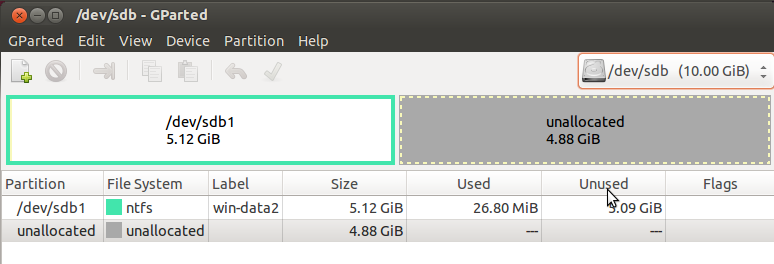 /dev/sdb - GParted
GParted Edit View Device Partition Help
/dev/sdb (10.00 GiB)
/dev/sdb1
5.12 GiB
unallocated
4.88 GiB
Partition File System Label Size Used Unused Flags
/dev/sdb1 ntfs win-data2 5.12 GiB 26.80 MiB 5.09 GiB
unallocated unallocated 4.88 GiB --- ---